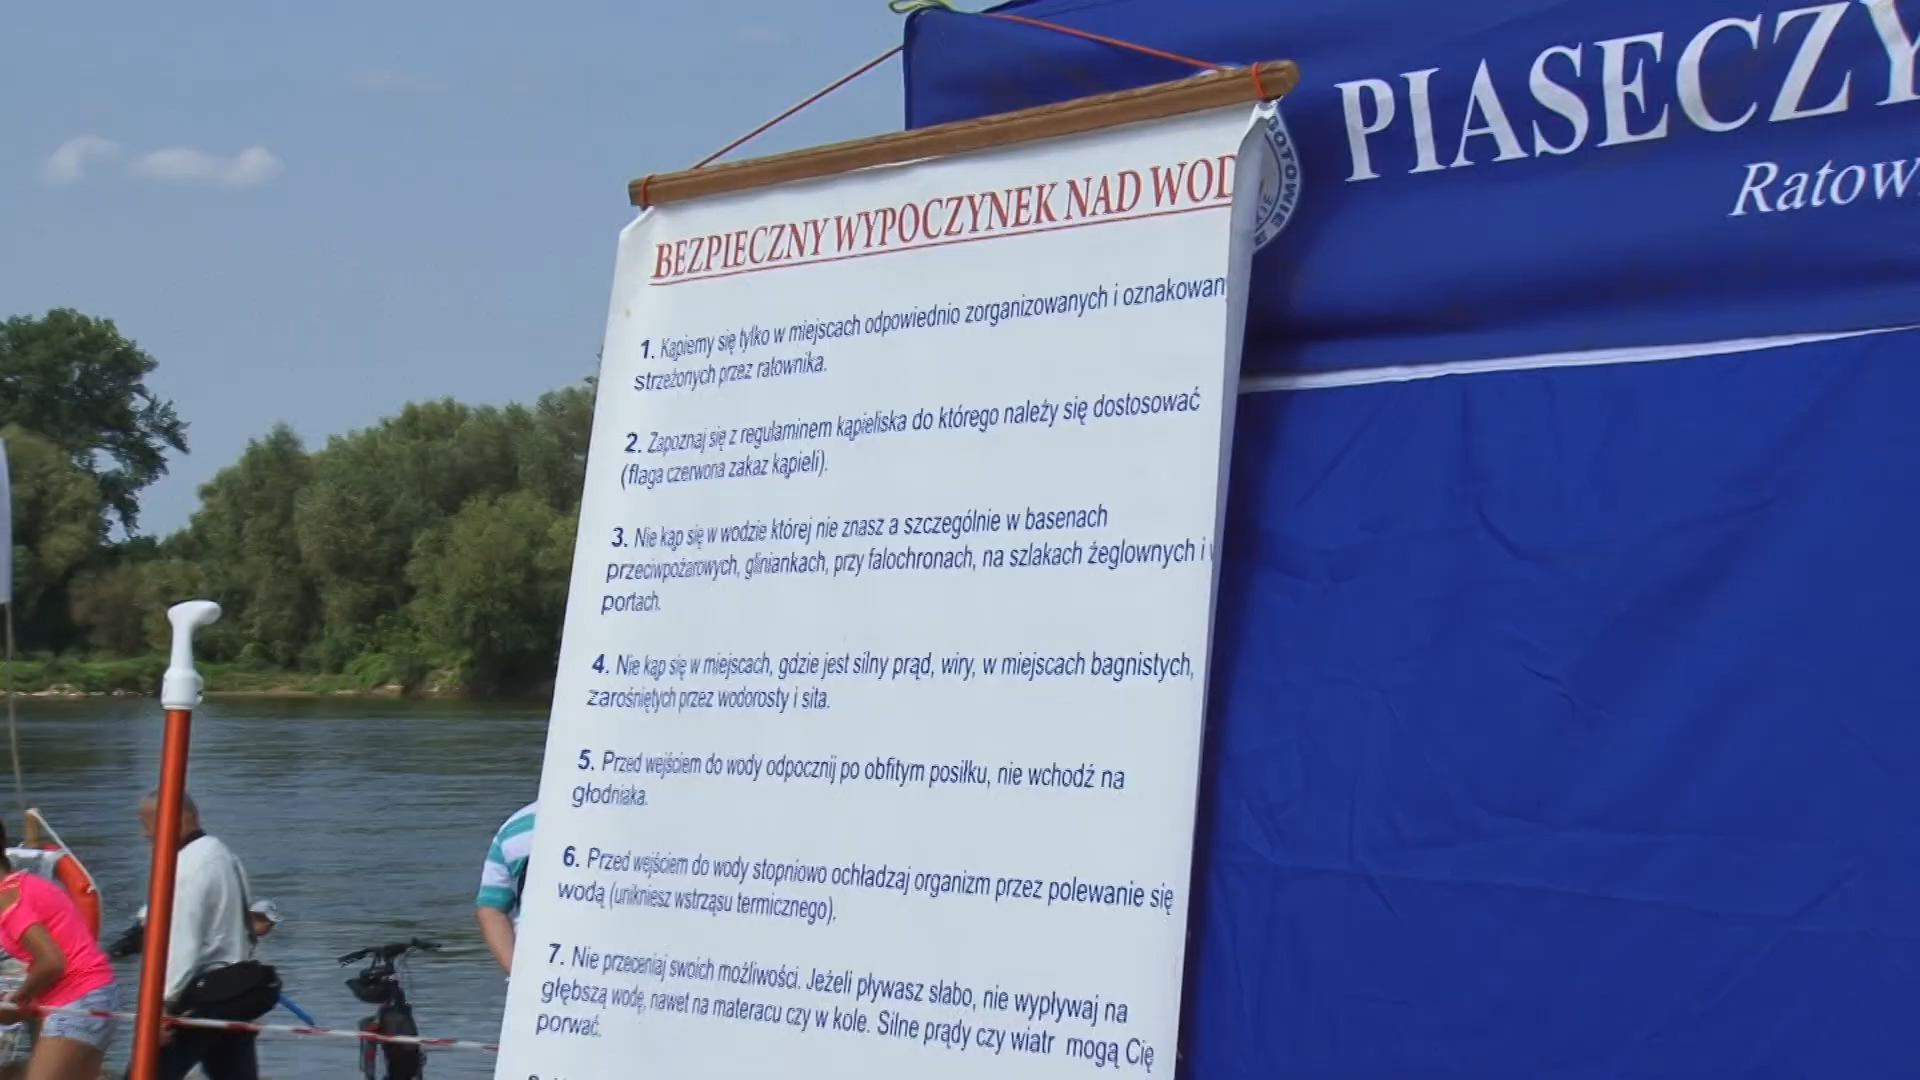 PIASECZY
Ratow
BEZPIECZNY WYPOCZYNEK NAD WOD
1. Kąpiemy się tylko w miejscach odpowiednio zorganizowanych i oznakowany
strzeżonych przez ratownika.
2. Zapoznaj się z regulaminem kąpieliska do którego należy się dostosować
(flaga czerwona zakaz kąpieli).
3. Nie kąp się w wodzie której nie znasz a szczególnie w basenach
przeciwpożarowych, gliniankach, przy falochronach, na szlakach żeglownych i w
portach.
4. Nie kąp się w miejscach, gdzie jest silny prąd, wiry, w miejscach bagnistych,
zarośniętych przez wodorosty i sita.
5. Przed wejściem do wody odpocznij po obfitym posiłku, nie wchodź na
głodniaka.
6. Przed wejściem do wody stopniowo ochładzaj organizm przez polewanie się
wodą (unikniesz wstrząsu termicznego).
7. Nie przeceniaj swoich możliwości. Jeżeli pływasz słabo, nie wypływaj na
głębszą wodę, nawet na materacu czy w kole. Silne prądy czy wiatr mogą Cię
porwać.